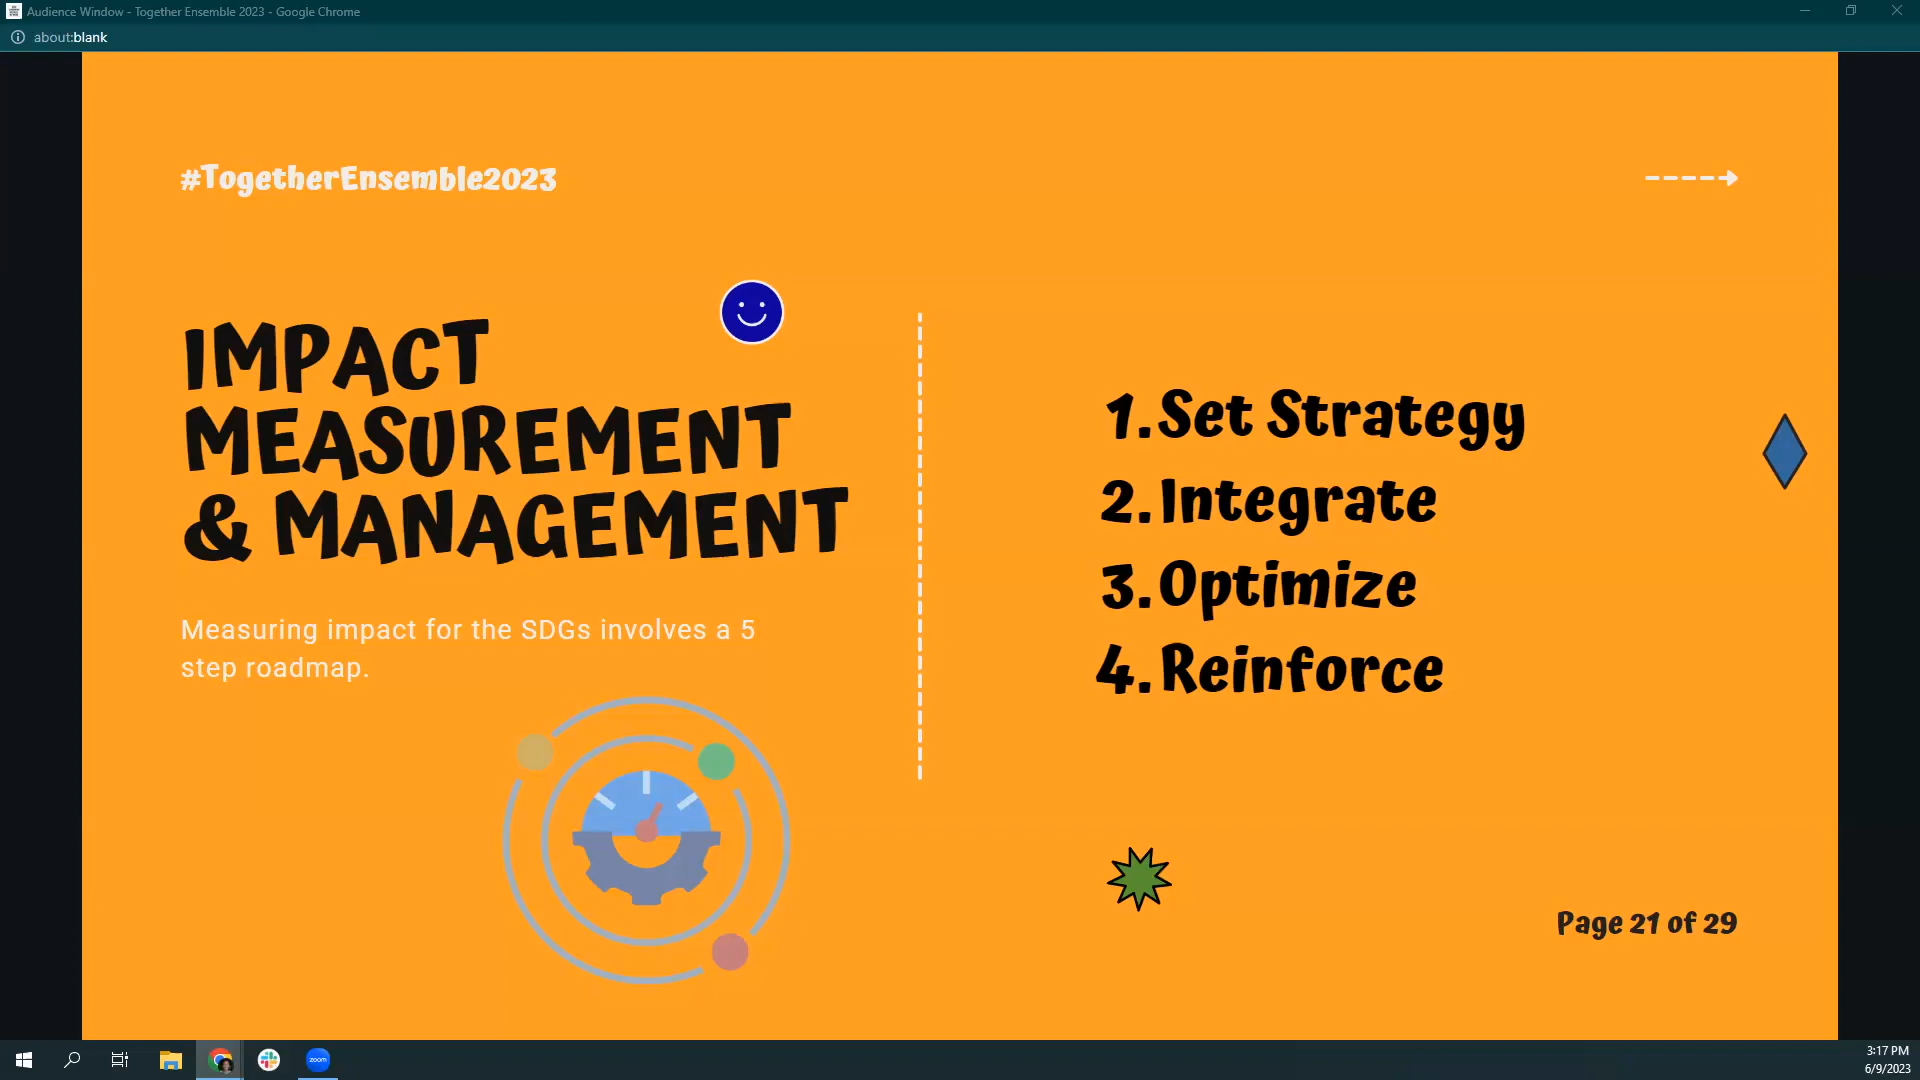 Audience Window - Together Ensemble 2023 - Google Chrome
about:blank
#TogetherEnsemble2023
IMPACT
MEASUREMENT
& MANAGEMENT
Measuring impact for the SDGs involves a 5
step roadmap.
1. Set Strategy
2. Integrate
3. Optimize
4. Reinforce
Page 21 of 29
zoom
3:17 PM
6/9/2023